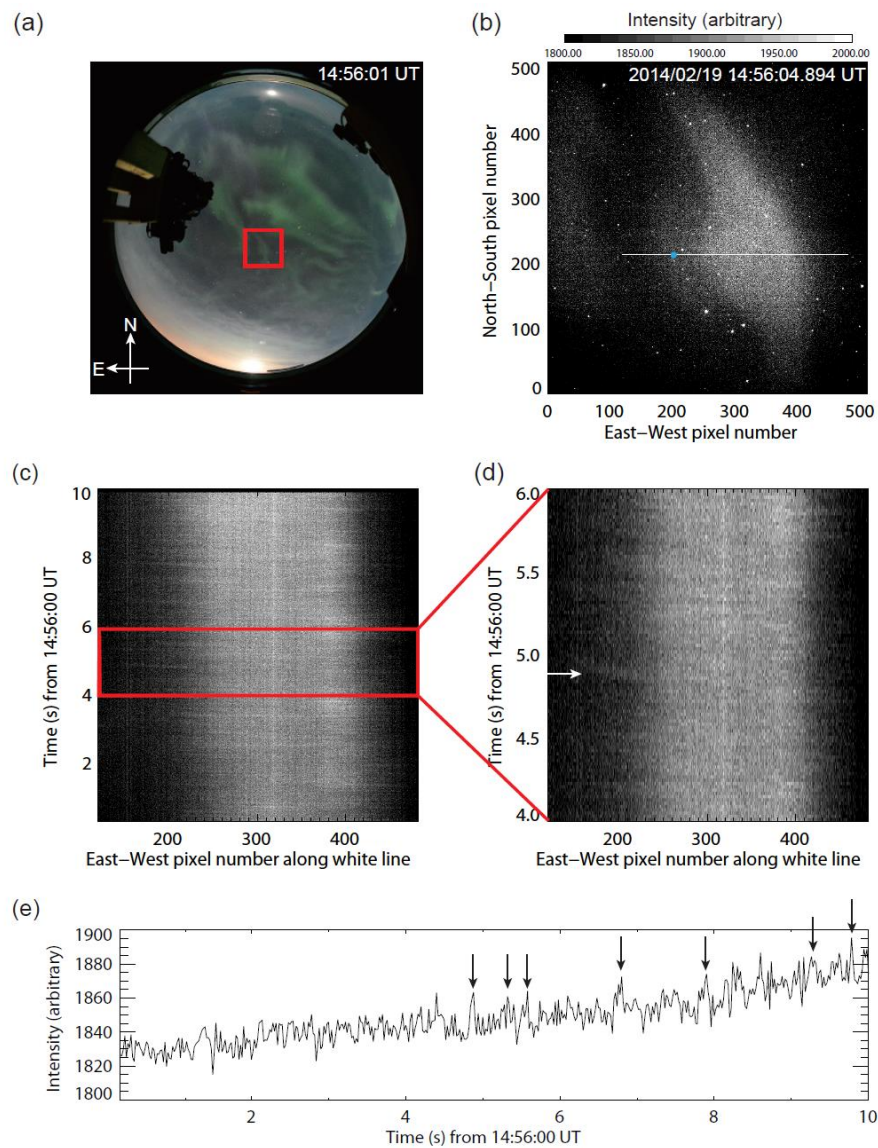 (a)
14:56:01 UT
N
E
(b)
Intensity (arbitrary)
1800.00 1850.00 1900.00 1950.00 2000.00
2014/02/19 14:56:04.894 UT
North−South pixel number
500
400
300
200
100
0
0 100 200 300 400 500
East−West pixel number
(c)
Time (s) from 14:56:00 UT
10
8
6
4
2
200 300 400
East−West pixel number along white line
(d)
Time (s) from 14:56:00 UT
6.0
5.5
5.0
4.5
4.0
200 300 400
East−West pixel number along white line
(e)
Intensity (arbitrary)
1900
1880
1860
1840
1820
1800
2 4 6 8 10
Time (s) from 14:56:00 UT